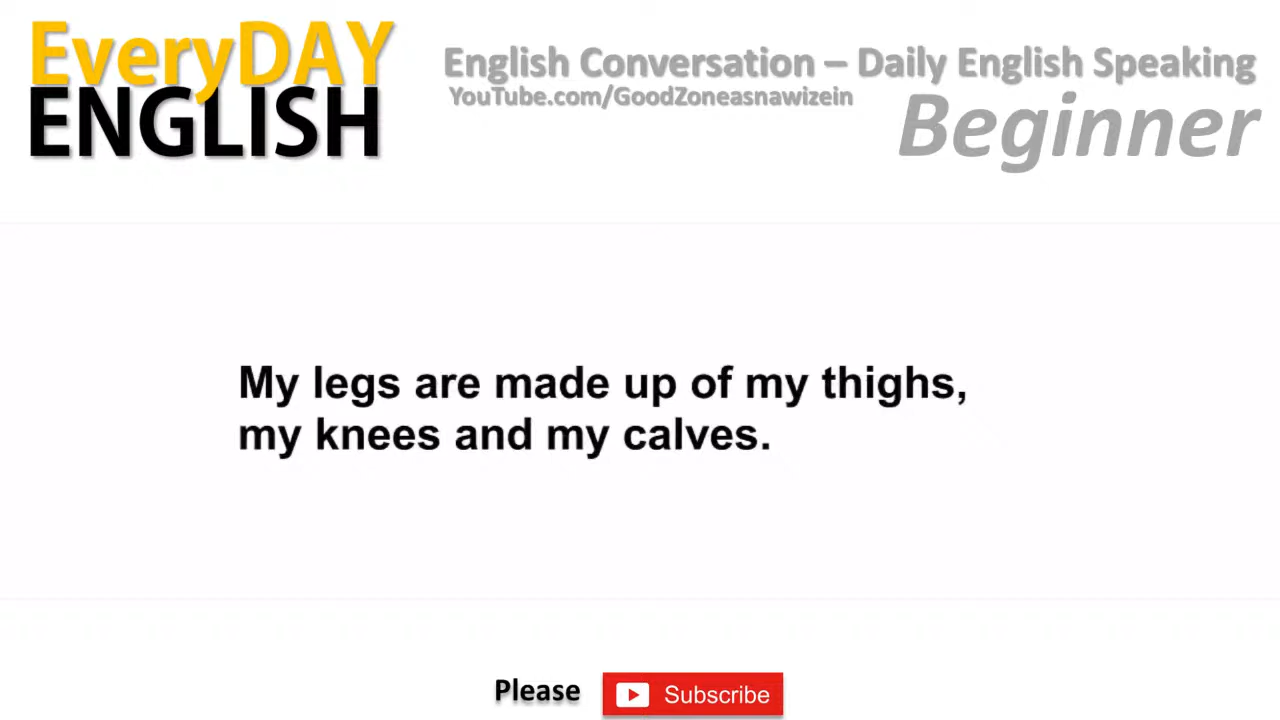 EveryDAY
ENGLISH
English Conversation – Daily English Speaking
YouTube.com/GoodZoneasnawizein
Beginner
My legs are made up of my thighs,
my knees and my calves.
Please
Subscribe